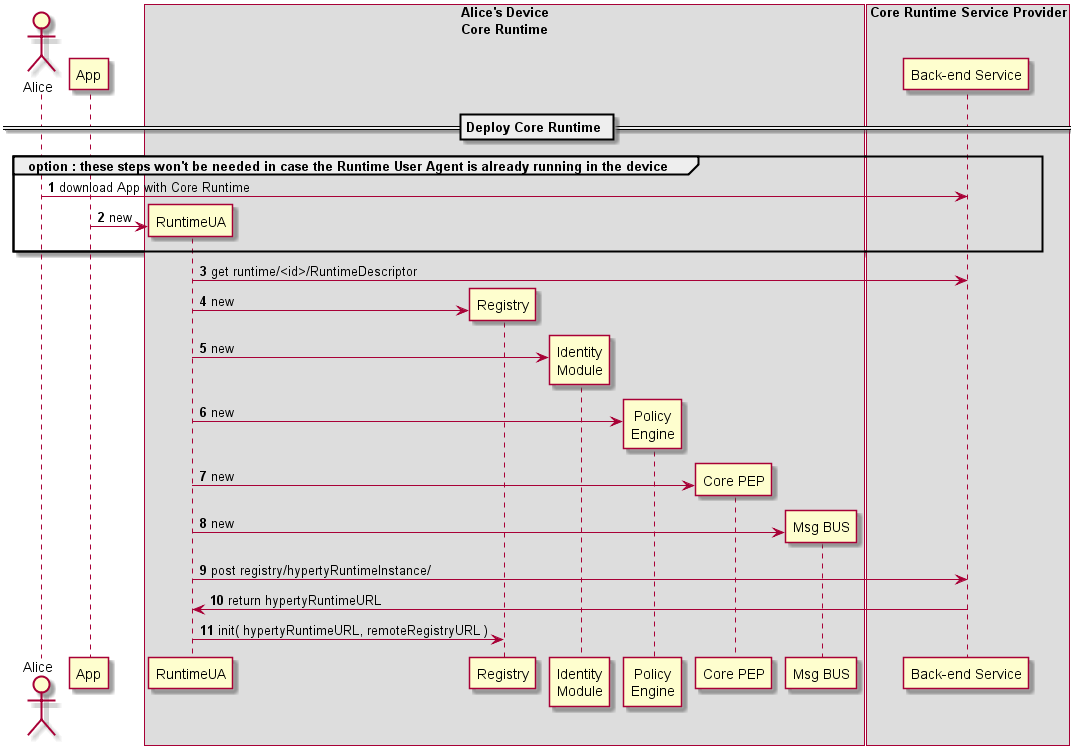 Alice's Device
Core Runtime
Core Runtime Service Provider
Alice
App
Back-end Service
Deploy Core Runtime
option : these steps won't be needed in case the Runtime User Agent is already running in the device
1 download App with Core Runtime
2 new
RuntimeUA
3 get runtime/<id>/RuntimeDescriptor
4 new
Registry
5 new
Identity
Module
6 new
Policy
Engine
7 new
Core PEP
8 new
Msg BUS
9 post registry/hypertyRuntimeInstance/
10 return hypertyRuntimeURL
11 init( hypertyRuntimeURL, remoteRegistryURL )
Alice
App
RuntimeUA
Registry
Identity
Module
Policy
Engine
Core PEP
Msg BUS
Back-end Service